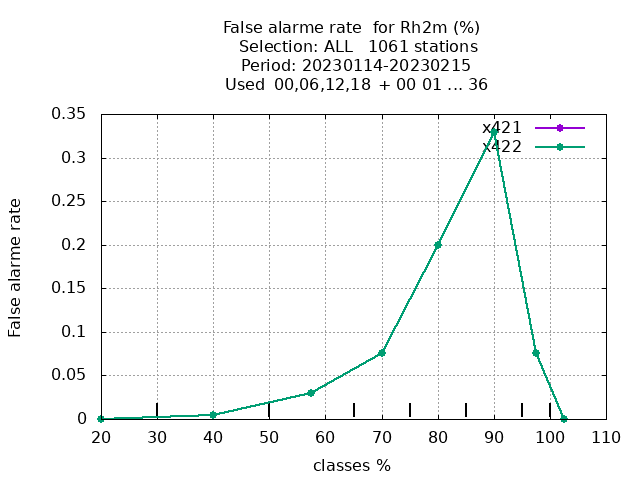 False alarme rate  for Rh2m (%)
Selection: ALL   1061 stations
Period: 20230114-20230215
Used  00,06,12,18  + 00 01 ... 36
x421
x422
0.35
0.3
0.25
0.2
0.15
0.1
0.05
0
False alarme rate
20 30 40 50 60 70 80 90 100 110
classes %